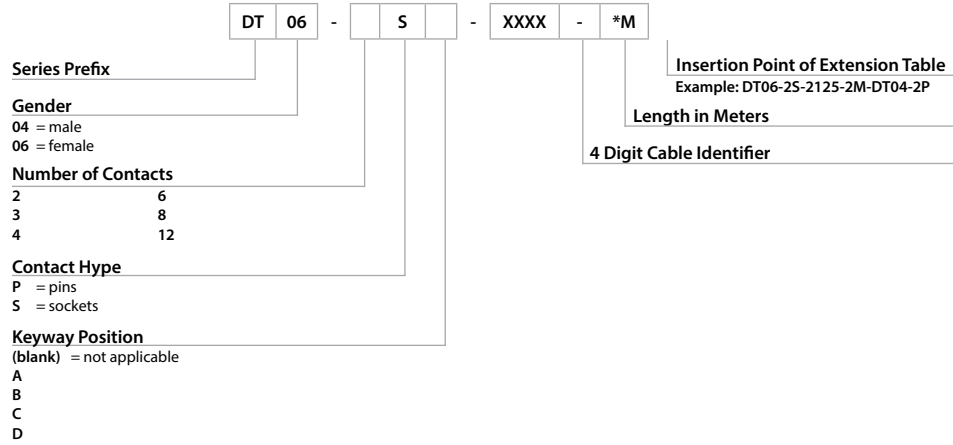 DT 06 - S - XXXX - *M
Series Prefix
Gender
04 = male
06 = female
Number of Contacts
2 6
3 8
4 12
Contact Hype
P = pins
S = sockets
Keyway Position
(blank) = not applicable
A
B
C
D
Insertion Point of Extension Table
Example: DT06-2S-2125-2M-DT04-2P
Length in Meters
4 Digit Cable Identifier